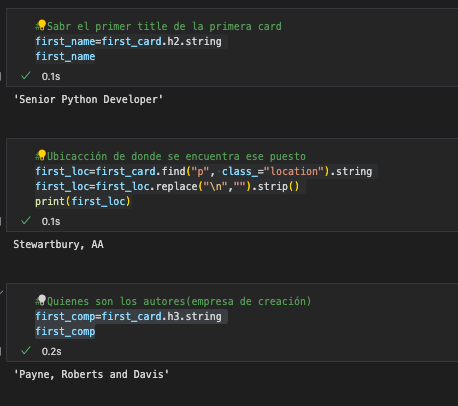 #Sabr el primer title de la primera card
first_name=first_card.h2.string
first_name
0.1s
'Senior Python Developer'
#Ubicacción de donde se encuentra ese puesto
first_loc=first_card.find("p", class_="location").string
first_loc=first_loc.replace("\n","").strip()
print(first_loc)
0.1s
Stewartbury, AA
#Quienes son los autores(empresa de creación)
first_comp=first_card.h3.string
first_comp
0.2s
'Payne, Roberts and Davis'